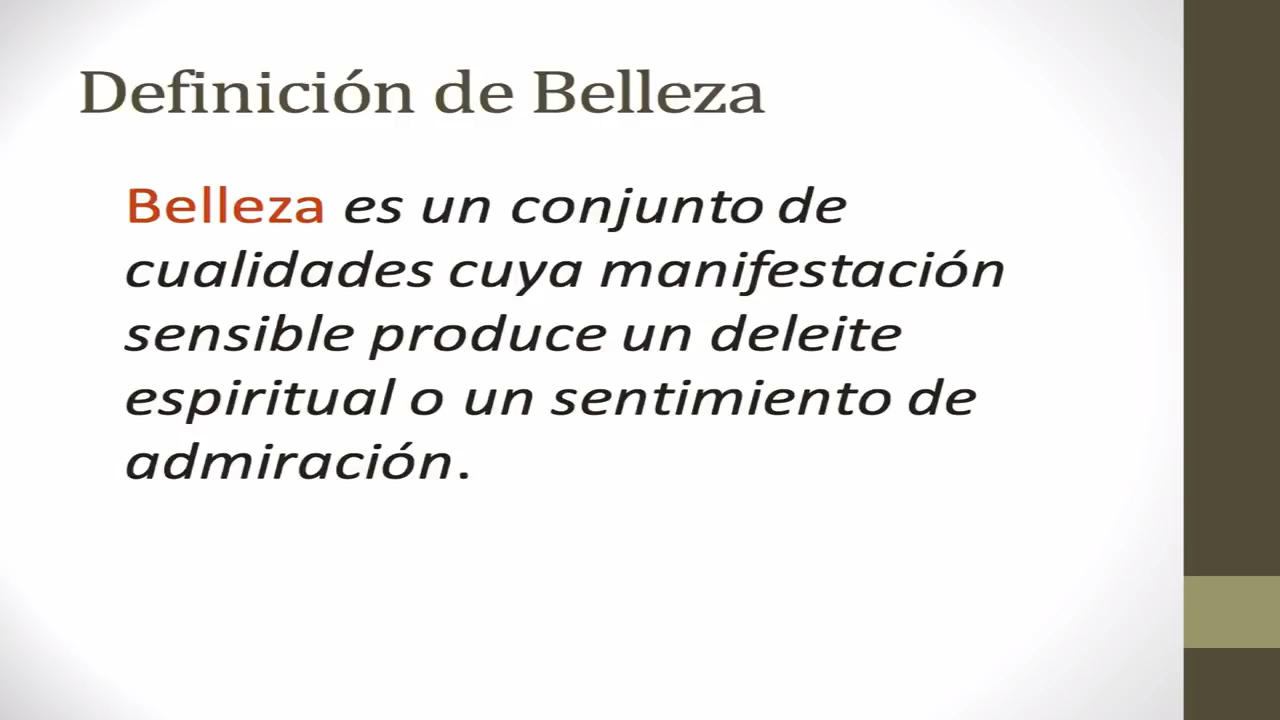 Definición de Belleza
Belleza es un conjunto de
cualidades cuya manifestación
sensible produce un deleite
espiritual o un sentimiento de
admiración.